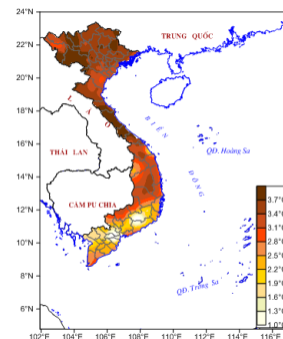 24°N
22°N
20°N
18°N
16°N
14°N
12°N
10°N
8°N
6°N
TRUNG QUỐC
LÀO
BIỂN ĐÔNG
QĐ. Hoàng Sa
THÁI LAN
CAM PU CHIA
QĐ. Trường Sa
3.7°
3.4°
3.1°
2.8°
2.5°
2.2°
1.9°
1.6°
1.3°
1.0°
102°E 104°E 106°E 108°E 110°E 112°E 114°E 116°E